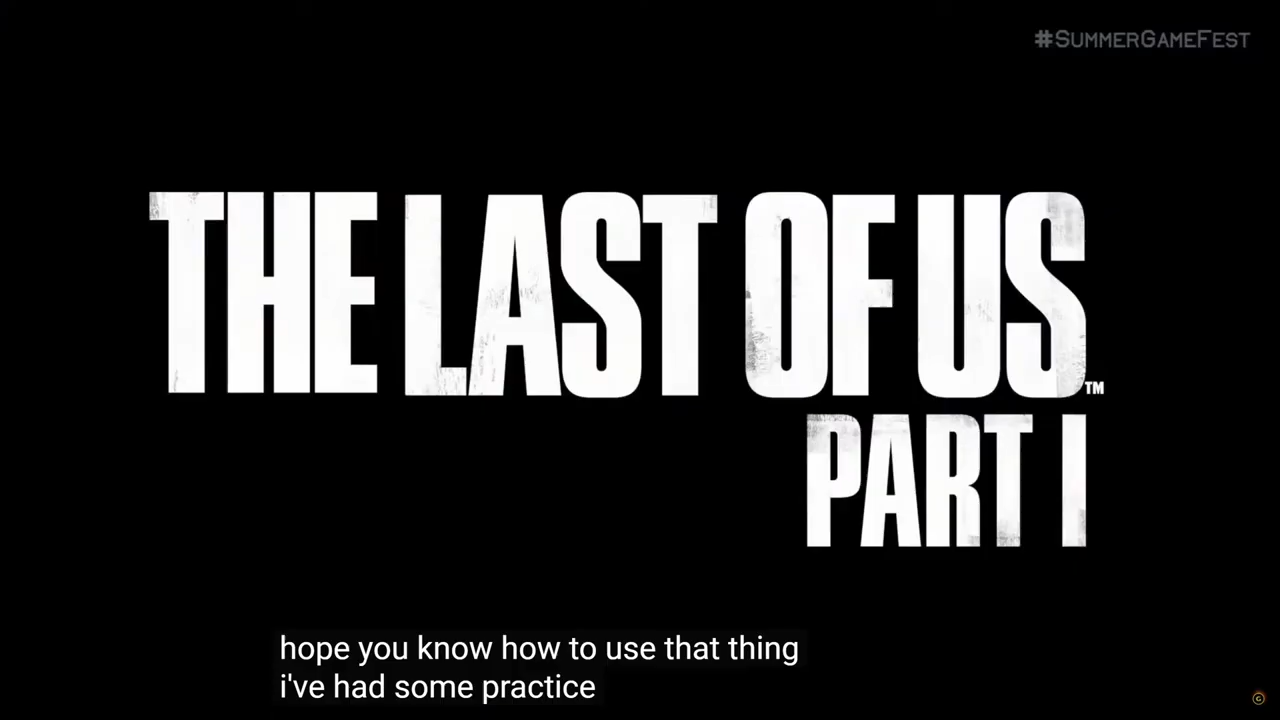 #SUMMERGAMEFEST
THE LAST OF US™
PART I
hope you know how to use that thing
i've had some practice
G